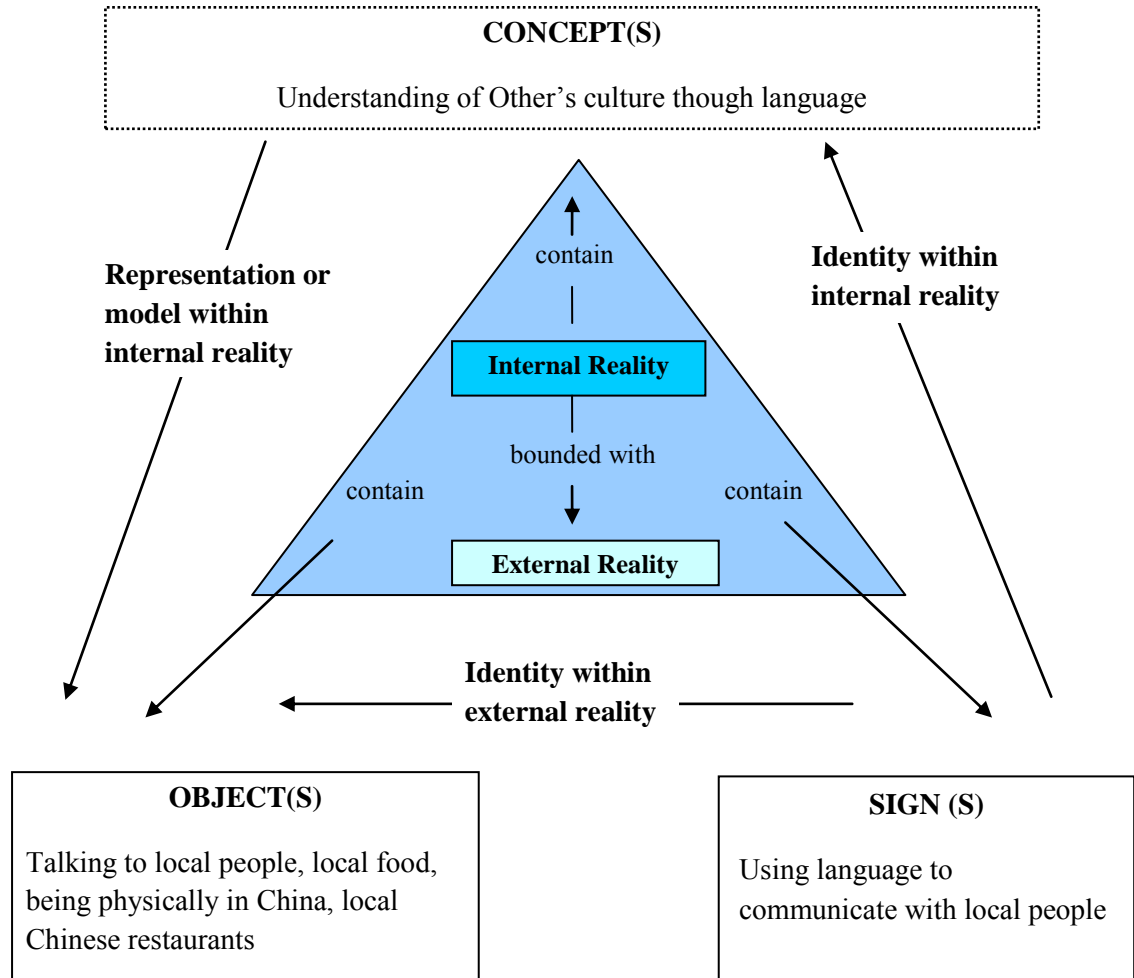 CONCEPT(S)
Understanding of Other’s culture though language
contain
Representation or
model within
internal reality
Identity within
internal reality
Internal Reality
bounded with
contain
contain
External Reality
Identity within
external reality
OBJECT(S)
Talking to local people, local food,
being physically in China, local
Chinese restaurants
SIGN (S)
Using language to
communicate with local people